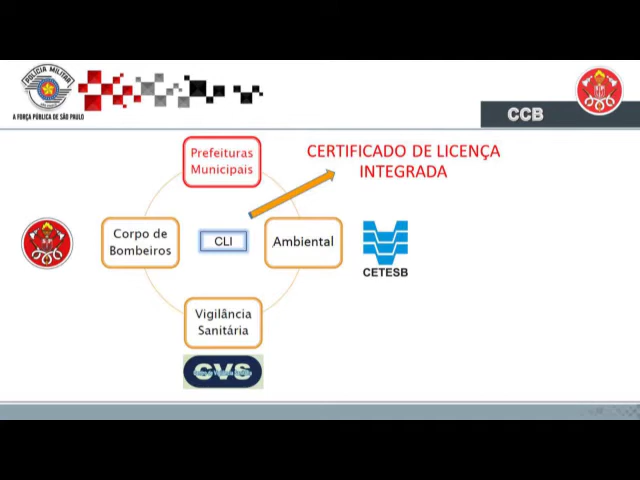 POLÍCIA MILITAR
A FORÇA PÚBLICA DE SÃO PAULO
CCB
Prefeituras
Municipais
CERTIFICADO DE LICENÇA
INTEGRADA
Corpo de
Bombeiros
CLI
Ambiental
CETESB
Vigilância
Sanitária
CVS